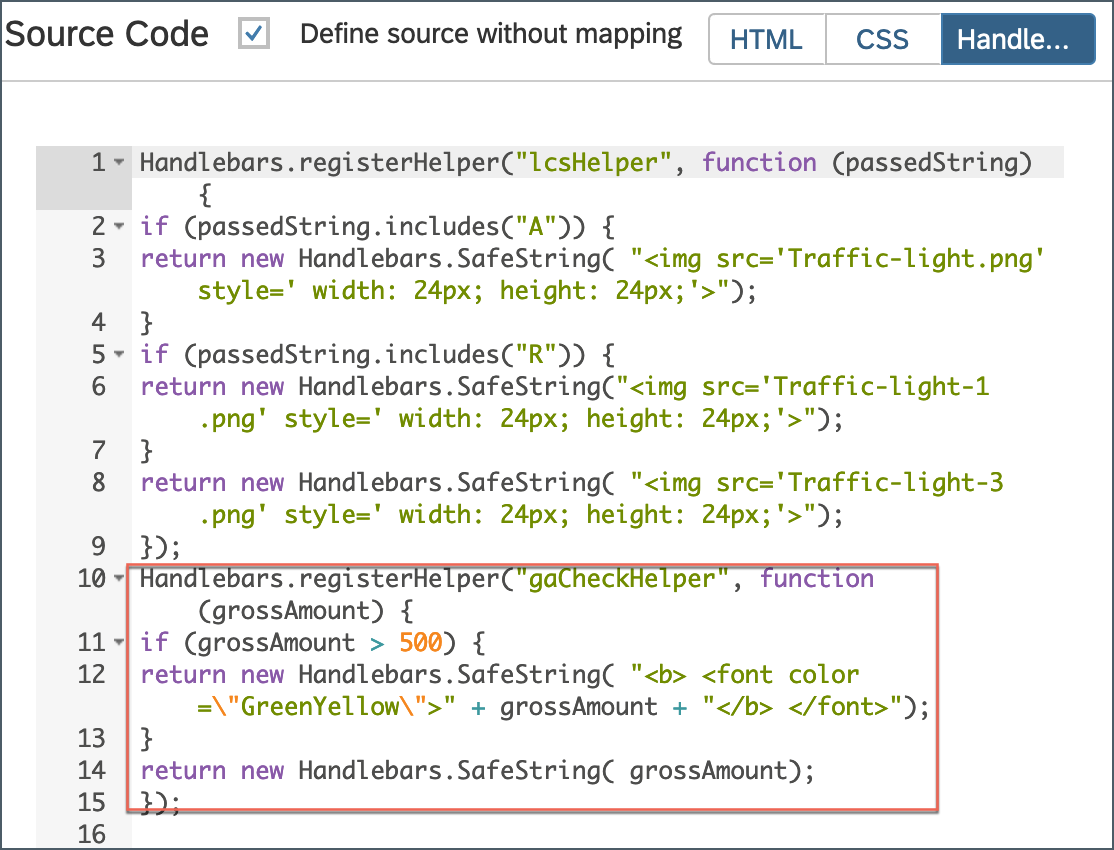 Source Code Define source without mapping HTML CSS Handle...
1 Handlebars.registerHelper("lcsHelper", function (passedString)
{
2 if (passedString.includes("A")) {
3 return new Handlebars.SafeString( "<img src='Traffic-light.png'
style=' width: 24px; height: 24px;'>");
4 }
5 if (passedString.includes("R")) {
6 return new Handlebars.SafeString("<img src='Traffic-light-1
.png' style=' width: 24px; height: 24px;'>");
7 }
8 return new Handlebars.SafeString( "<img src='Traffic-light-3
.png' style=' width: 24px; height: 24px;'>");
9 });
10 Handlebars.registerHelper("gaCheckHelper", function
(grossAmount) {
11 if (grossAmount > 500) {
12 return new Handlebars.SafeString( "<b> <font color
=\"GreenYellow\">" + grossAmount + "</b> </font>");
13 }
14 return new Handlebars.SafeString( grossAmount);
15 });
16